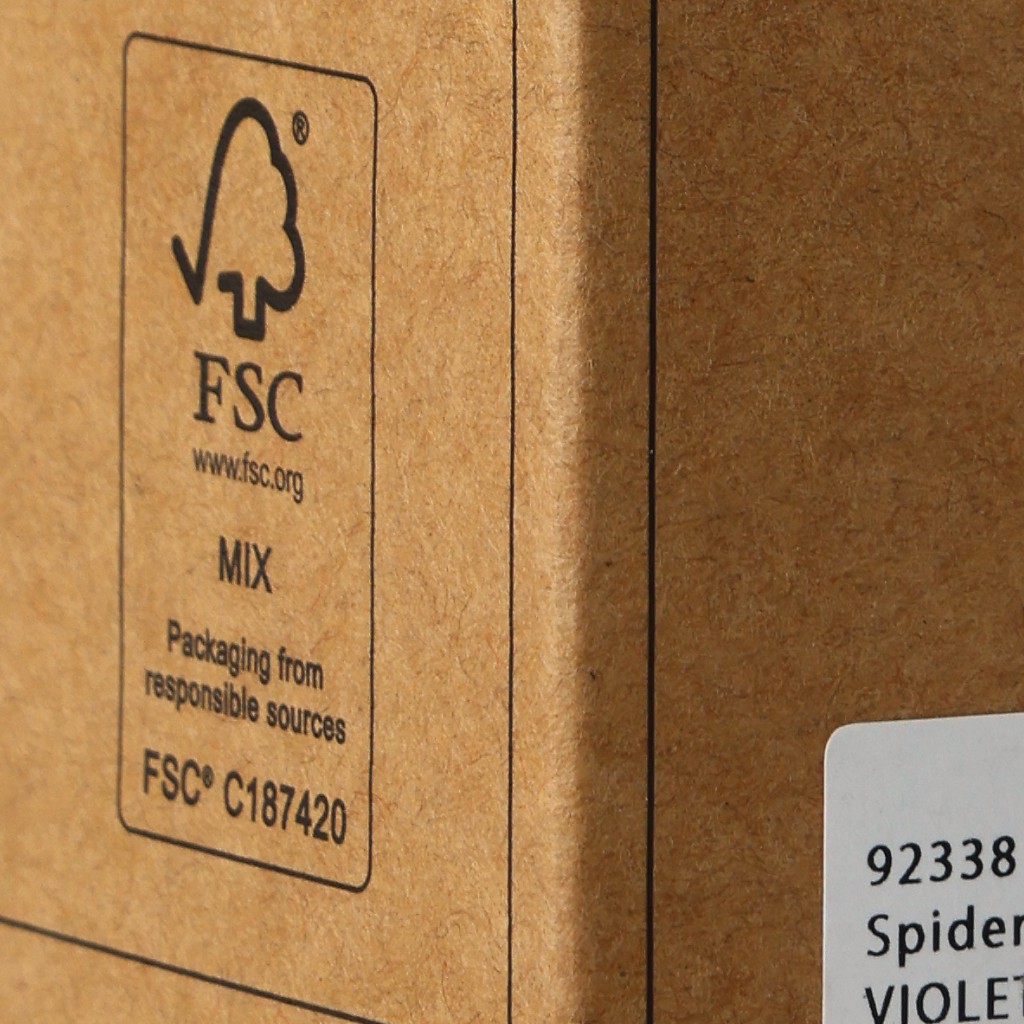 ®
FSC
www.fsc.org
MIX
Packaging from
responsible sources
FSC® C187420
92338
Spider
VIOLET